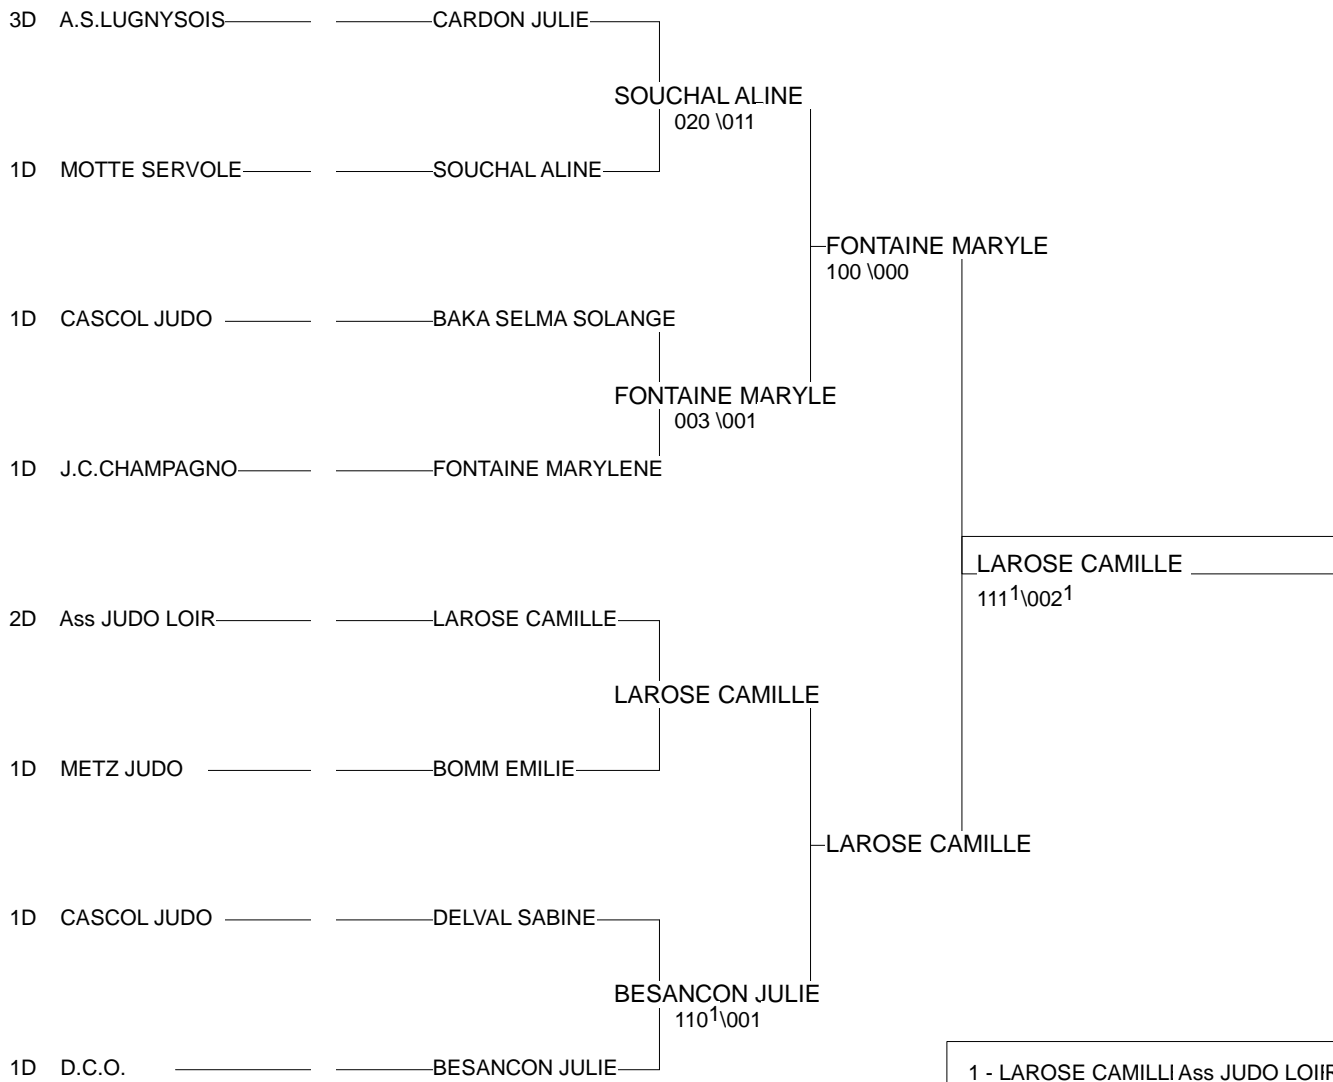 3D A.S.LUGNYSOIS CARDON JULIE
SOUCHAL ALINE
020 \011
1D MOTTE SERVOLE SOUCHAL ALINE
FONTAINE MARYLE
100 \000
1D CASCOL JUDO BAKA SELMA SOLANGE
FONTAINE MARYLE
003 \001
1D J.C.CHAMPAGNO FONTAINE MARYLENE
LAROSE CAMILLE
111¹\002¹
2D Ass JUDO LOIR LAROSE CAMILLE
LAROSE CAMILLE
1D METZ JUDO BOMM EMILIE
LAROSE CAMILLE
1D CASCOL JUDO DELVAL SABINE
BESANCON JULIE
110¹\001
1D D.C.O. BESANCON JULIE
1 - LAROSE CAMILLI Ass JUDO LOIIR